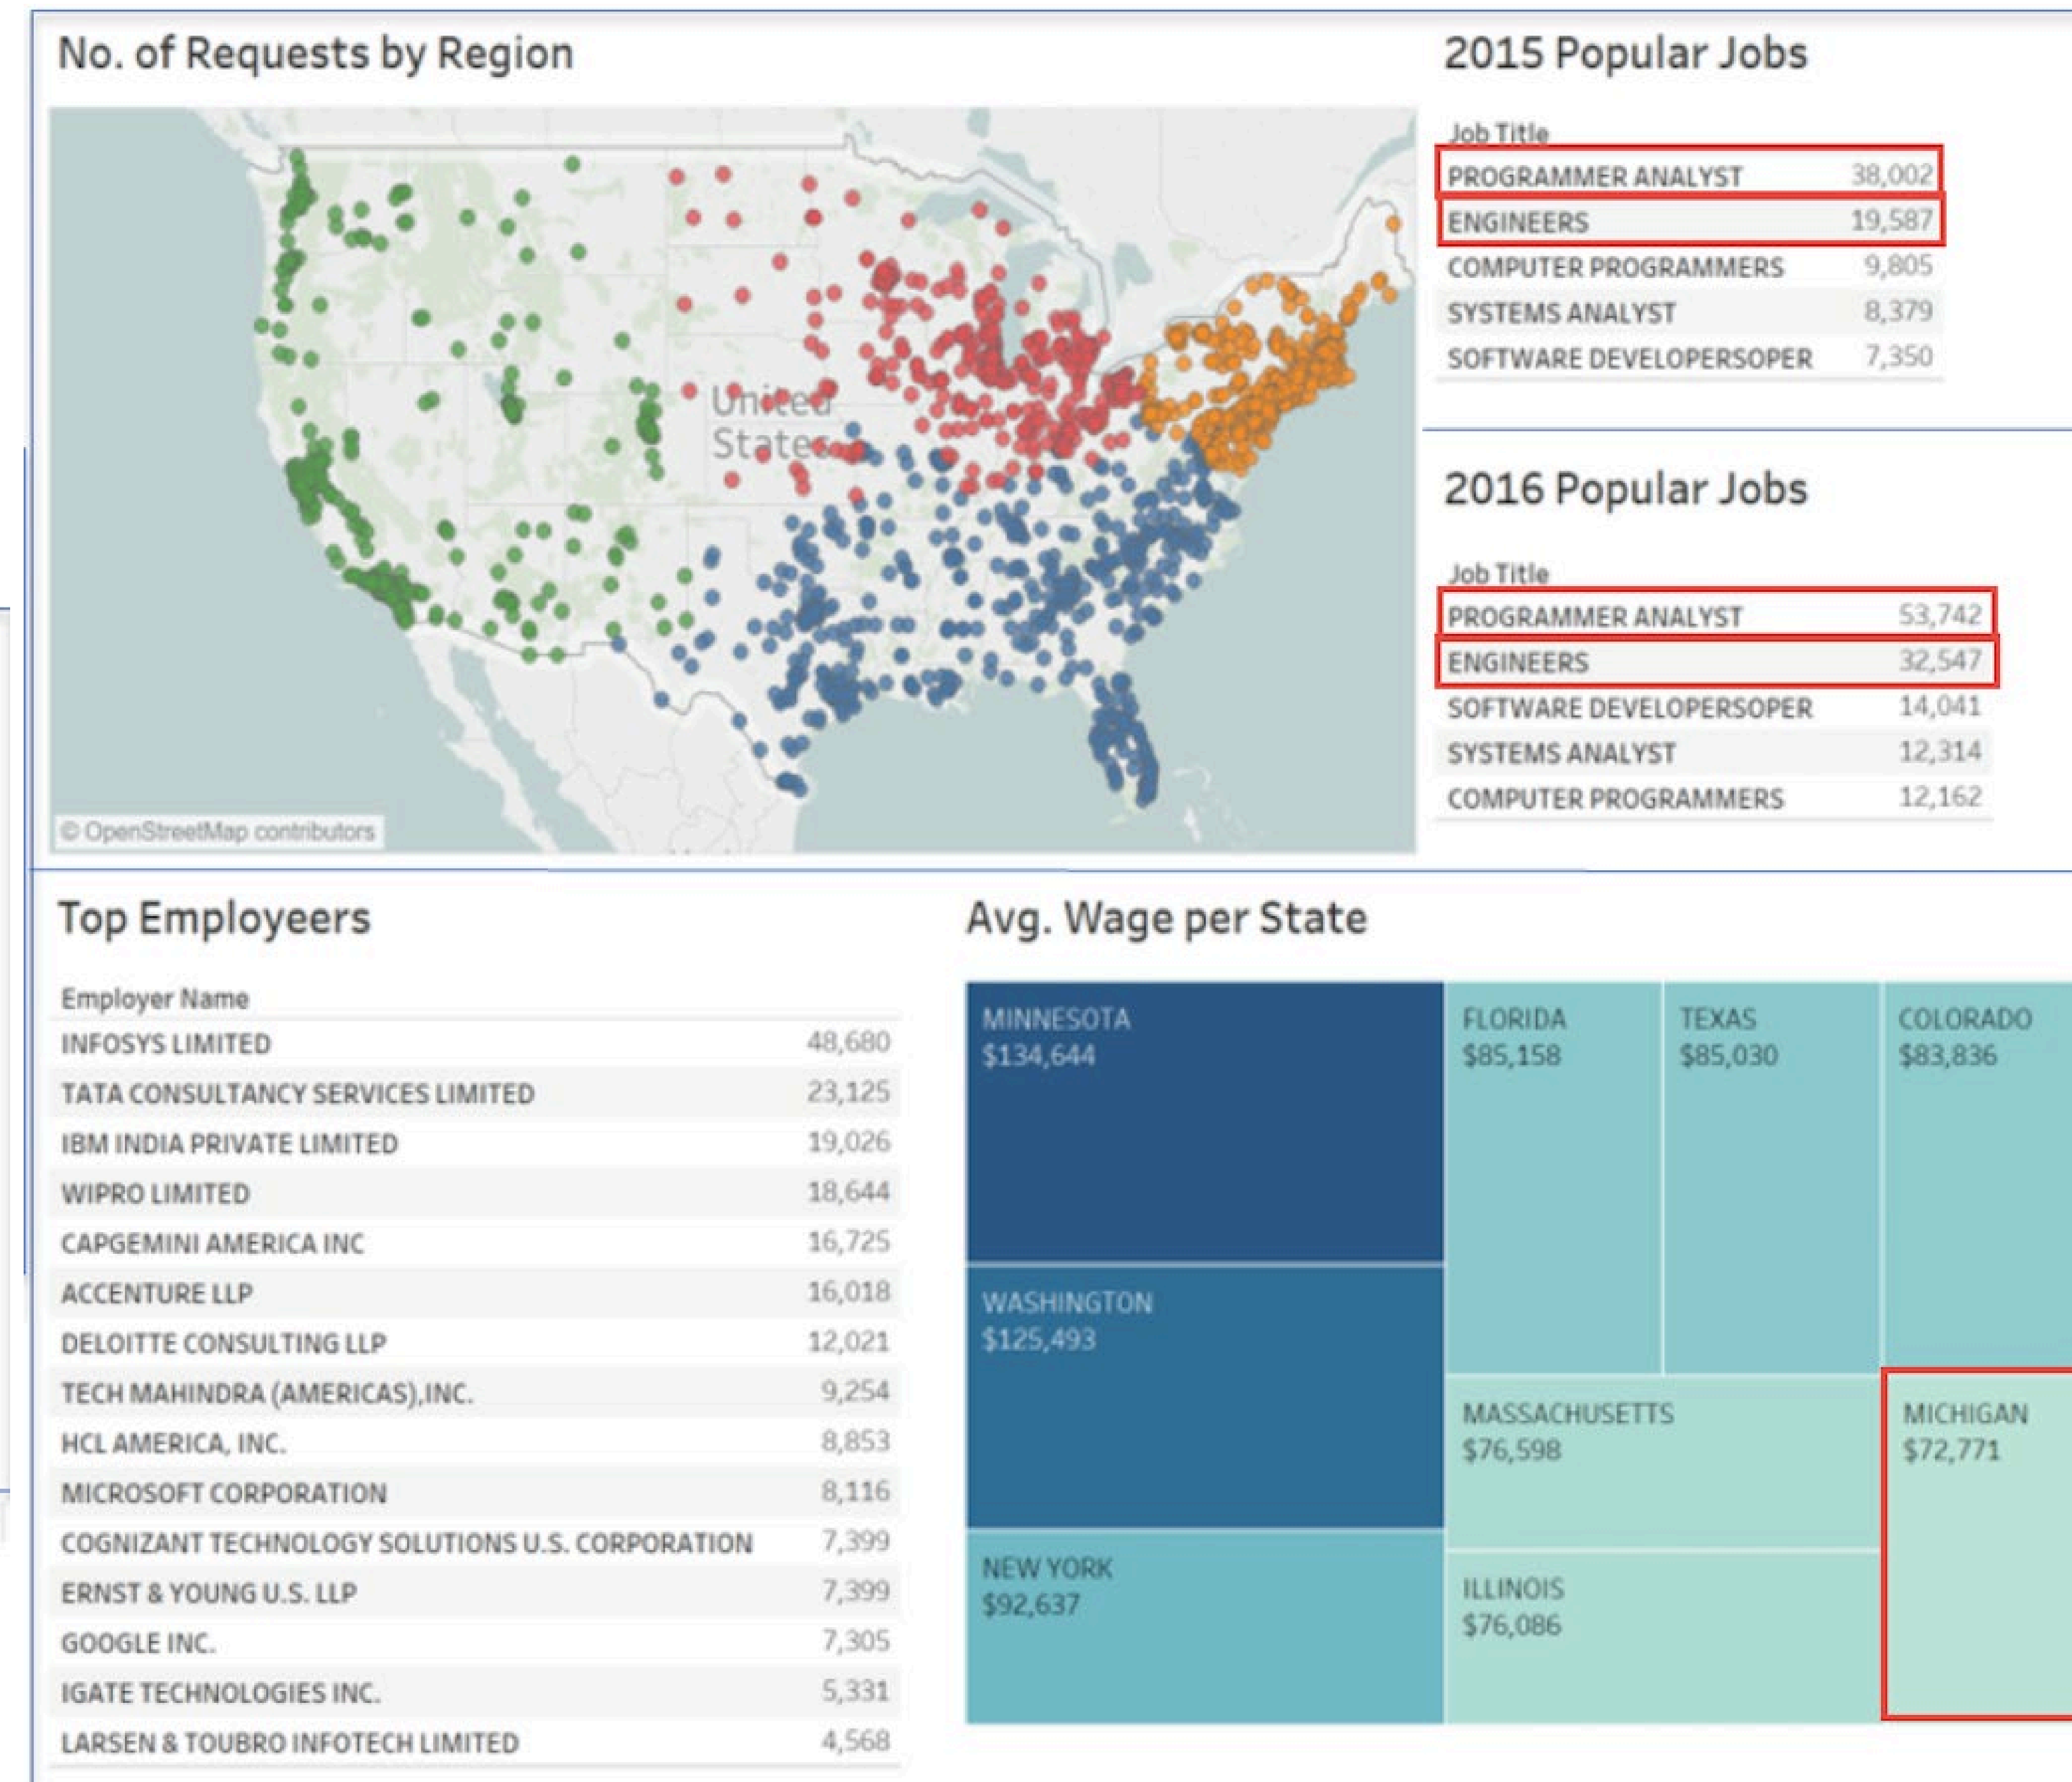 No. of Requests by Region
United
States
© OpenStreetMap contributors
2015 Popular Jobs
Job Title
PROGRAMMER ANALYST 38,002
ENGINEERS 19,587
COMPUTER PROGRAMMERS 9,805
SYSTEMS ANALYST 8,379
SOFTWARE DEVELOPERSOPER 7,350
2016 Popular Jobs
Job Title
PROGRAMMER ANALYST 53,742
ENGINEERS 32,547
SOFTWARE DEVELOPERSOPER 14,041
SYSTEMS ANALYST 12,314
COMPUTER PROGRAMMERS 12,162
Top Employeers
Employer Name
INFOSYS LIMITED 48,680
TATA CONSULTANCY SERVICES LIMITED 23,125
IBM INDIA PRIVATE LIMITED 19,026
WIPRO LIMITED 18,644
CAPGEMINI AMERICA INC 16,725
ACCENTURE LLP 16,018
DELOITTE CONSULTING LLP 12,021
TECH MAHINDRA (AMERICAS),INC. 9,254
HCL AMERICA, INC. 8,853
MICROSOFT CORPORATION 8,116
COGNIZANT TECHNOLOGY SOLUTIONS U.S. CORPORATION 7,399
ERNST & YOUNG U.S. LLP 7,399
GOOGLE INC. 7,305
IGATE TECHNOLOGIES INC. 5,331
LARSEN & TOUBRO INFOTECH LIMITED 4,568
Avg. Wage per State
MINNESOTA
$134,644
WASHINGTON
$125,493
NEW YORK
$92,637
FLORIDA
$85,158
TEXAS
$85,030
COLORADO
$83,836
MASSACHUSETTS
$76,598
ILLINOIS
$76,086
MICHIGAN
$72,771